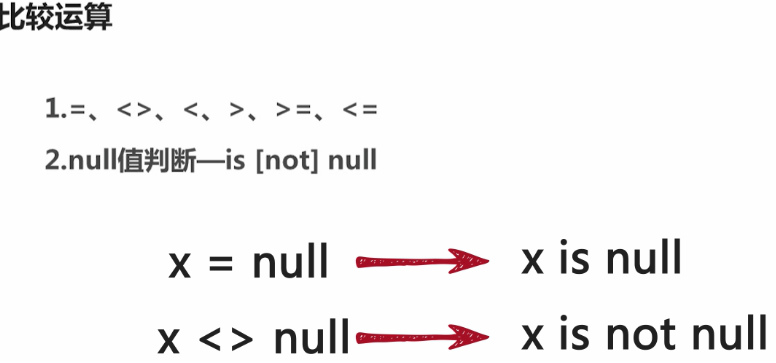 比较运算
1.=、<>、<、>、>=、<=
2.null值判断—is [not] null
x = null
x is null
x <> null
x is not null